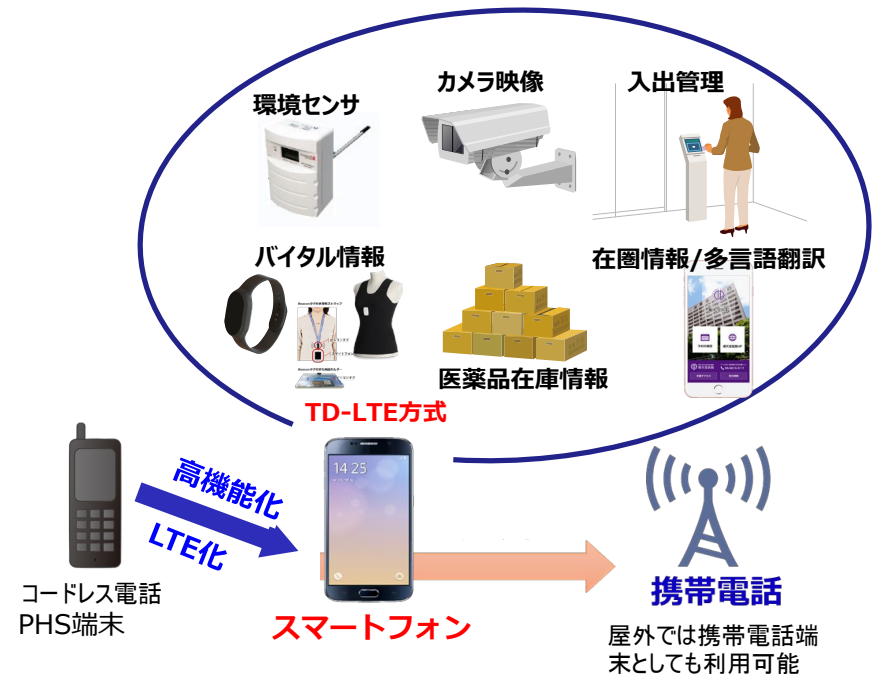 カメラ映像
入出管理
環境センサ
バイタル情報
在圏情報/多言語翻訳
医薬品在庫情報
TD-LTE方式
14 25
高機能化
LTE化
コードレス電話
PHS端末
スマートフォン
携帯電話
屋外では携帯電話端
末としても利用可能